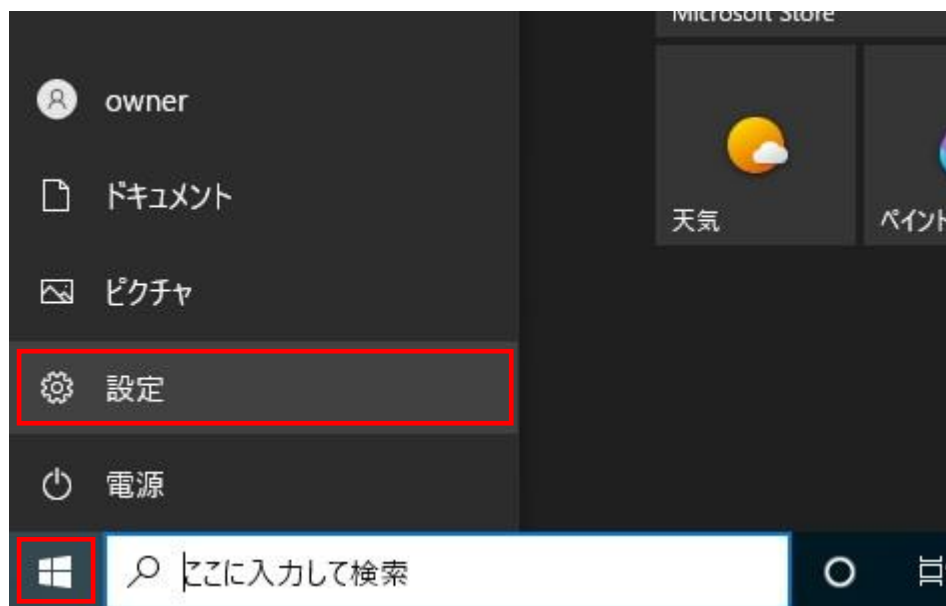 Microsoft Store
owner
ドキュメント
天気
ペイント
ピクチャ
設定
電源
ここに入力して検索